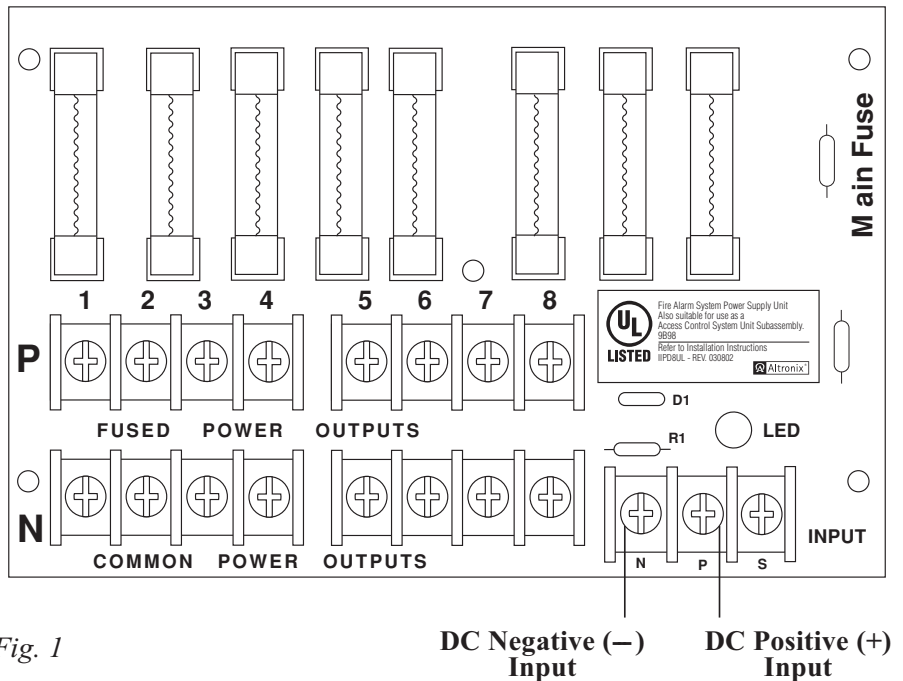 M ain Fuse
1 2 3 4 5 6 7 8
P
UL
LISTED
Fire Alarm System Power Supply Unit
Also suitable for use as a
Access Control System Unit Subassembly.
9B98
Refer to Installation Instructions
IIPD8UL - REV. 030802
Altronix
D1
FUSED POWER OUTPUTS
R1
LED
N
INPUT
COMMON POWER OUTPUTS
N P S
Fig. 1
DC Negative (–)
Input
DC Positive (+)
Input